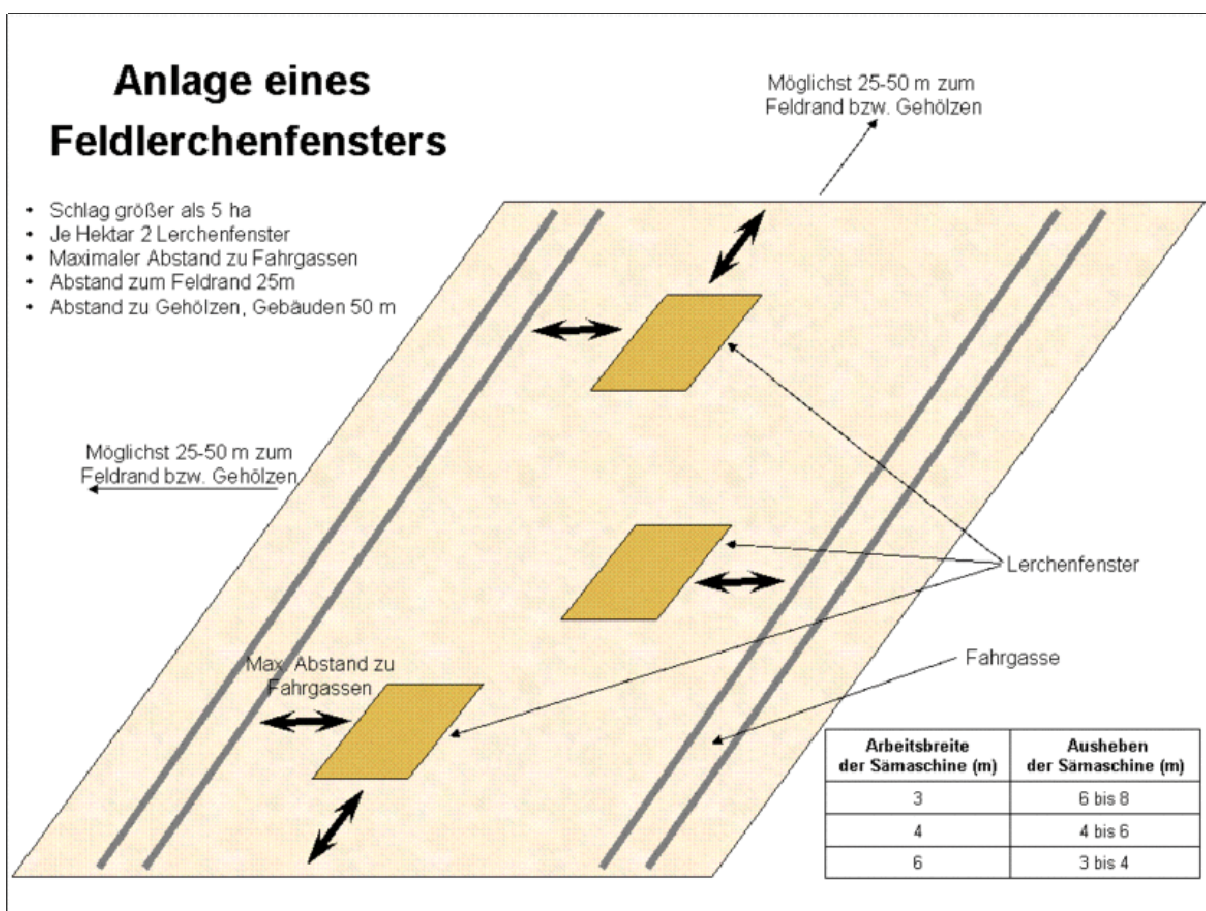 Anlage eines
Feldlerchenfensters
• Schlag größer als 5 ha
• Je Hektar 2 Lerchenfenster
• Maximaler Abstand zu Fahrgassen
• Abstand zum Feldrand 25m
• Abstand zu Gehölzen, Gebäuden 50 m
Möglichst 25-50 m zum
Feldrand bzw. Gehölzen
Möglichst 25-50 m zum
Feldrand bzw. Gehölzen
Lerchenfenster
Max. Abstand zu
Fahrgassen
Fahrgasse
Arbeitsbreite der Sämaschine (m) Ausheben der Sämaschine (m)
3 6 bis 8
4 4 bis 6
6 3 bis 4